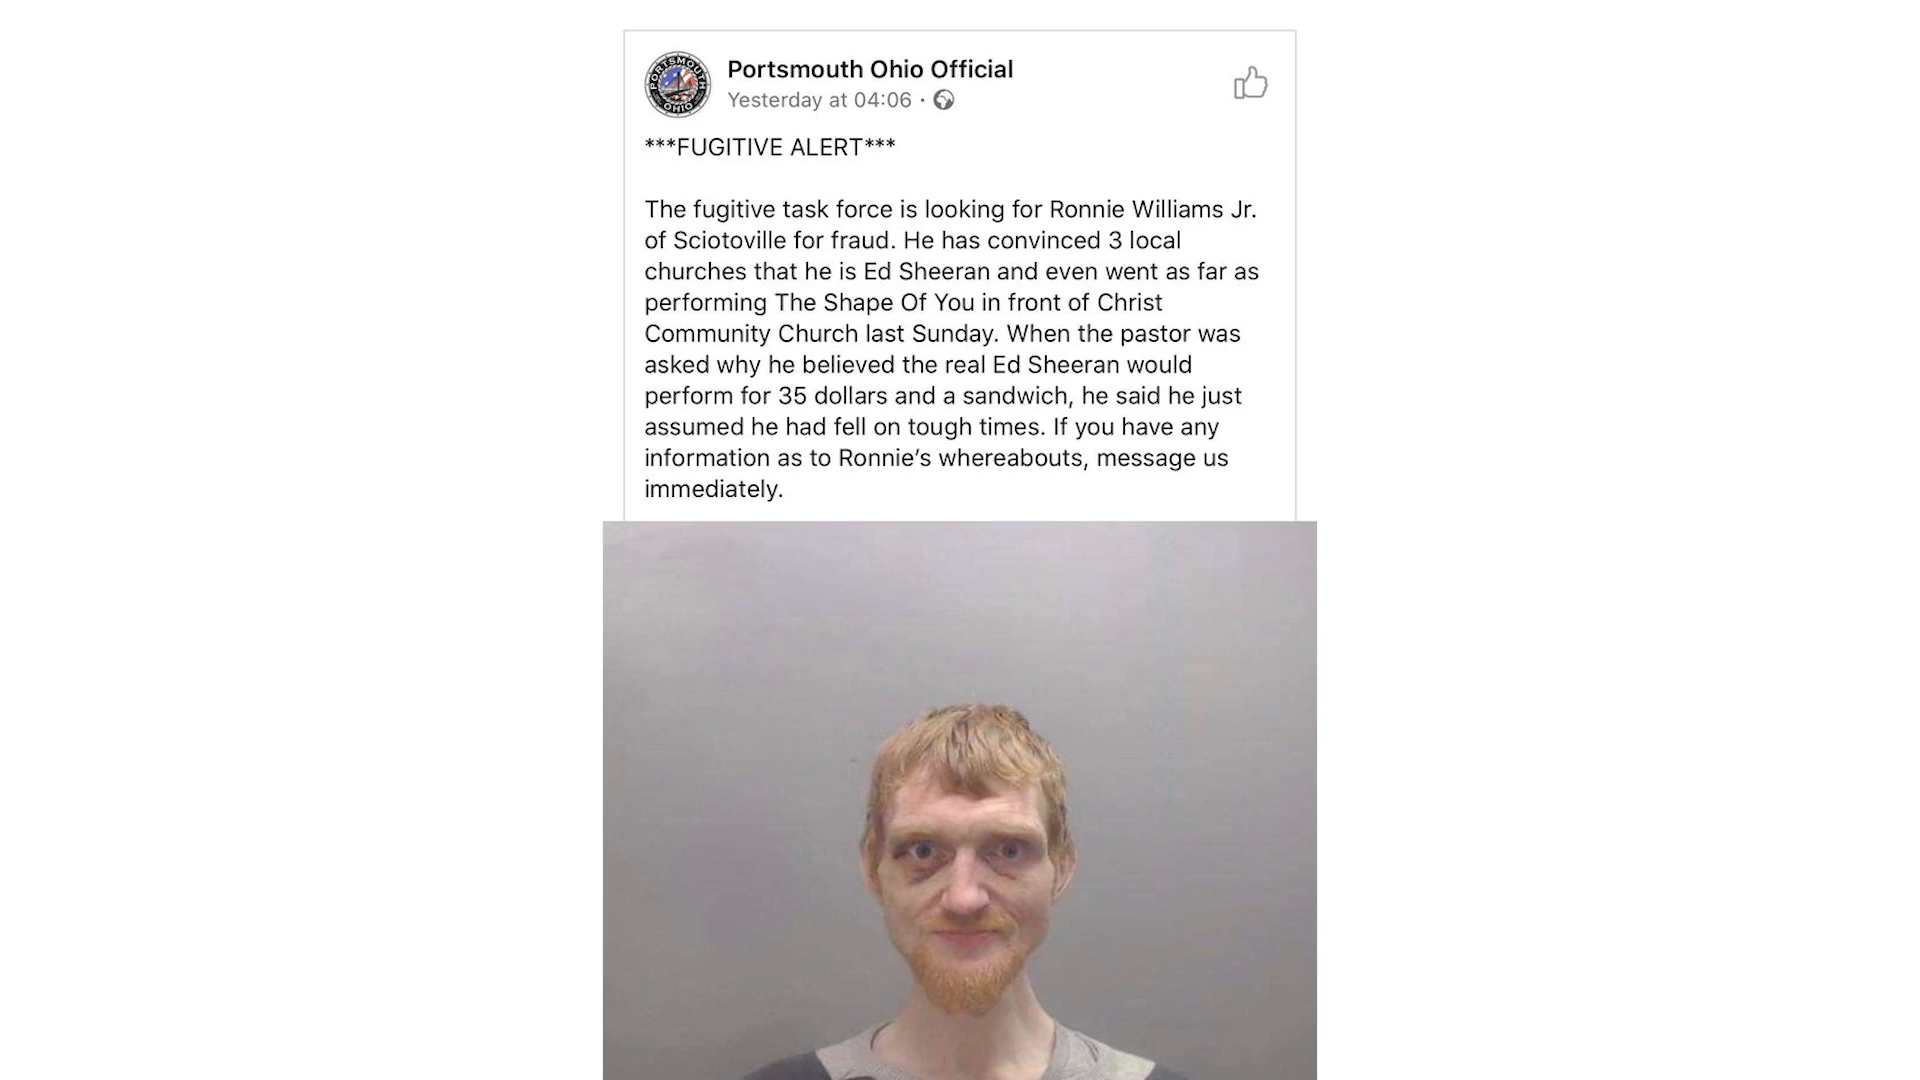 Portsmouth Ohio Official
Yesterday at 04:06 ·
PORTSMOUTH
OHIO
***FUGITIVE ALERT***
The fugitive task force is looking for Ronnie Williams Jr.
of Sciotoville for fraud. He has convinced 3 local
churches that he is Ed Sheeran and even went as far as
performing The Shape Of You in front of Christ
Community Church last Sunday. When the pastor was
asked why he believed the real Ed Sheeran would
perform for 35 dollars and a sandwich, he said he just
assumed he had fell on tough times. If you have any
information as to Ronnie’s whereabouts, message us
immediately.